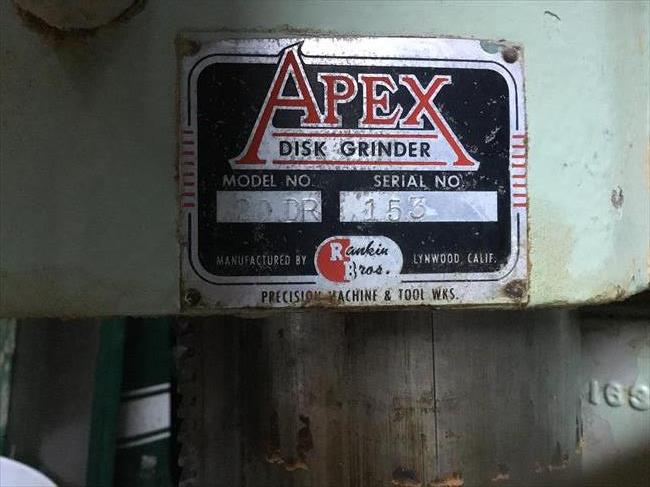 APEX
DISK GRINDER
MODEL NO. SERIAL NO.
20 DR 153
MANUFACTURED BY Rankin Bros. LYNWOOD, CALIF.
PRECISION MACHINE & TOOL WKS.
163